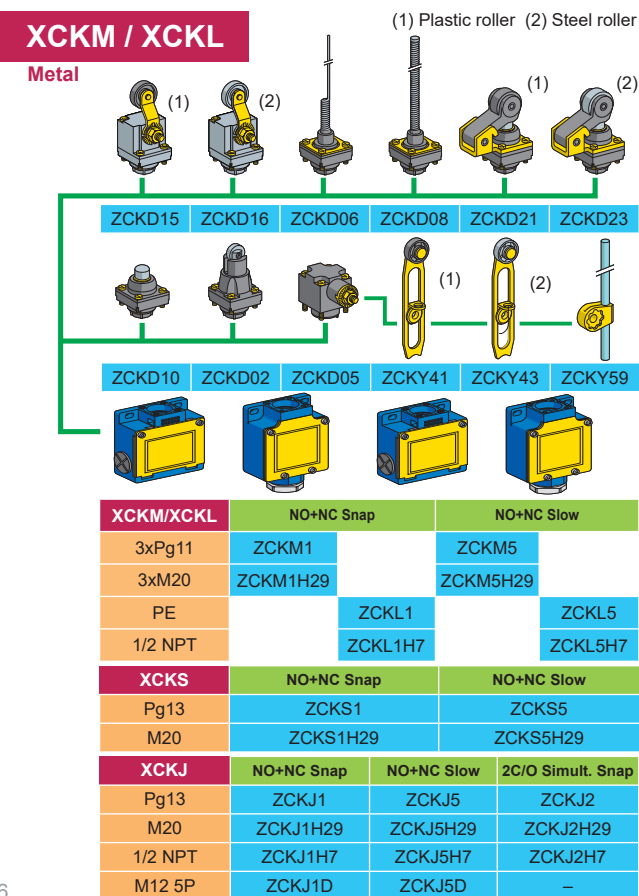 (1) Plastic roller (2) Steel roller
XCKM / XCKL
Metal
(1) (2) (1) (2)
ZCKD15 ZCKD16 ZCKD06 ZCKD08 ZCKD21 ZCKD23
(1) (2)
ZCKD10 ZCKD02 ZCKD05 ZCKY41 ZCKY43 ZCKY59
XCKM/XCKL NO+NC Snap NO+NC Slow
3xPg11 ZCKM1 ZCKM5
3xM20 ZCKM1H29 ZCKM5H29
PE ZCKL1 ZCKL5
1/2 NPT ZCKL1H7 ZCKL5H7
XCKS NO+NC Snap NO+NC Slow
Pg13 ZCKS1 ZCKS5
M20 ZCKS1H29 ZCKS5H29
XCKJ NO+NC Snap NO+NC Slow 2C/O Simult. Snap
Pg13 ZCKJ1 ZCKJ5 ZCKJ2
M20 ZCKJ1H29 ZCKJ5H29 ZCKJ2H29
1/2 NPT ZCKJ1H7 ZCKJ5H7 ZCKJ2H7
M12 5P ZCKJ1D ZCKJ5D –